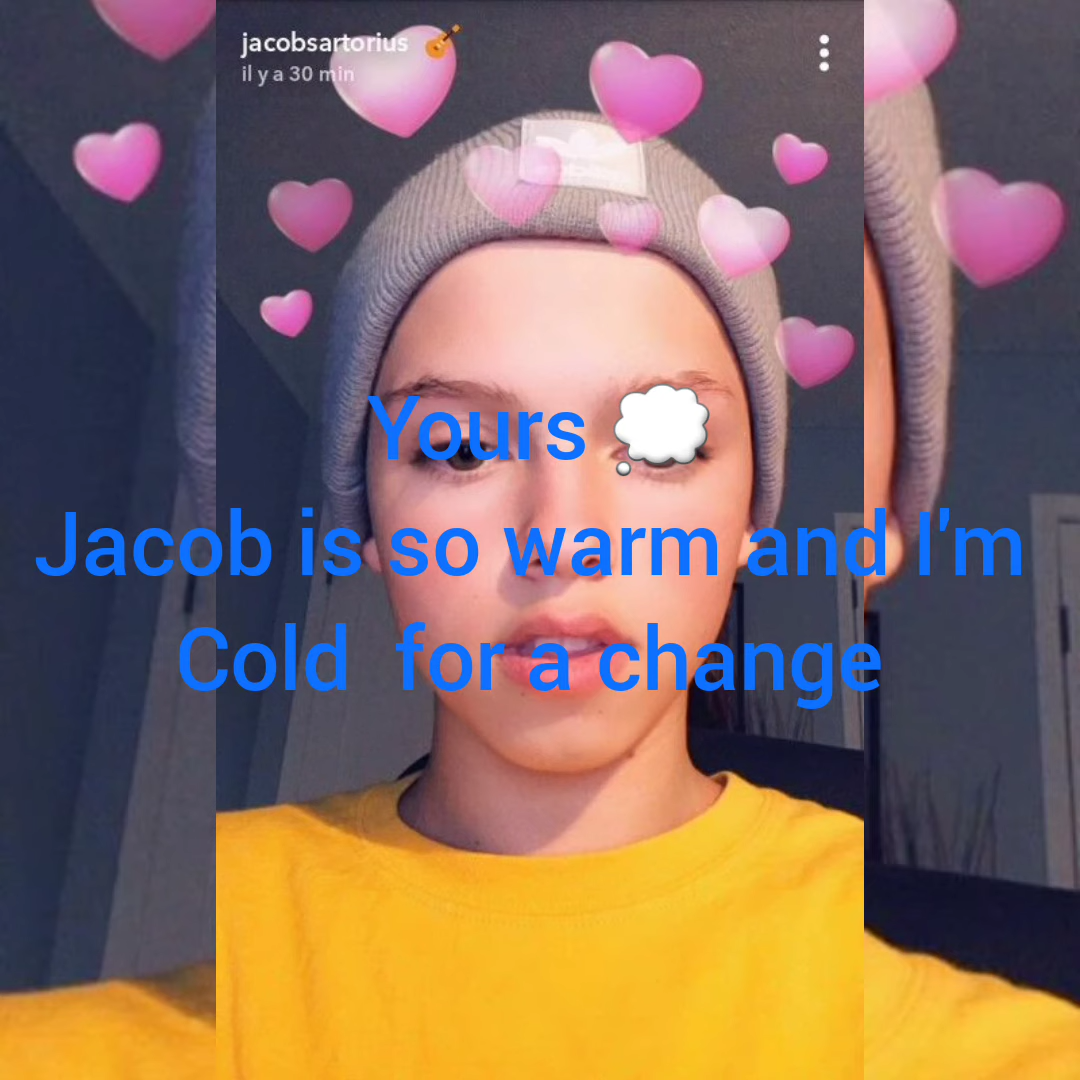 jacobsartorius 🎸
il y a 30 min
Yours 💭
Jacob is so warm and I'm
Cold for a change